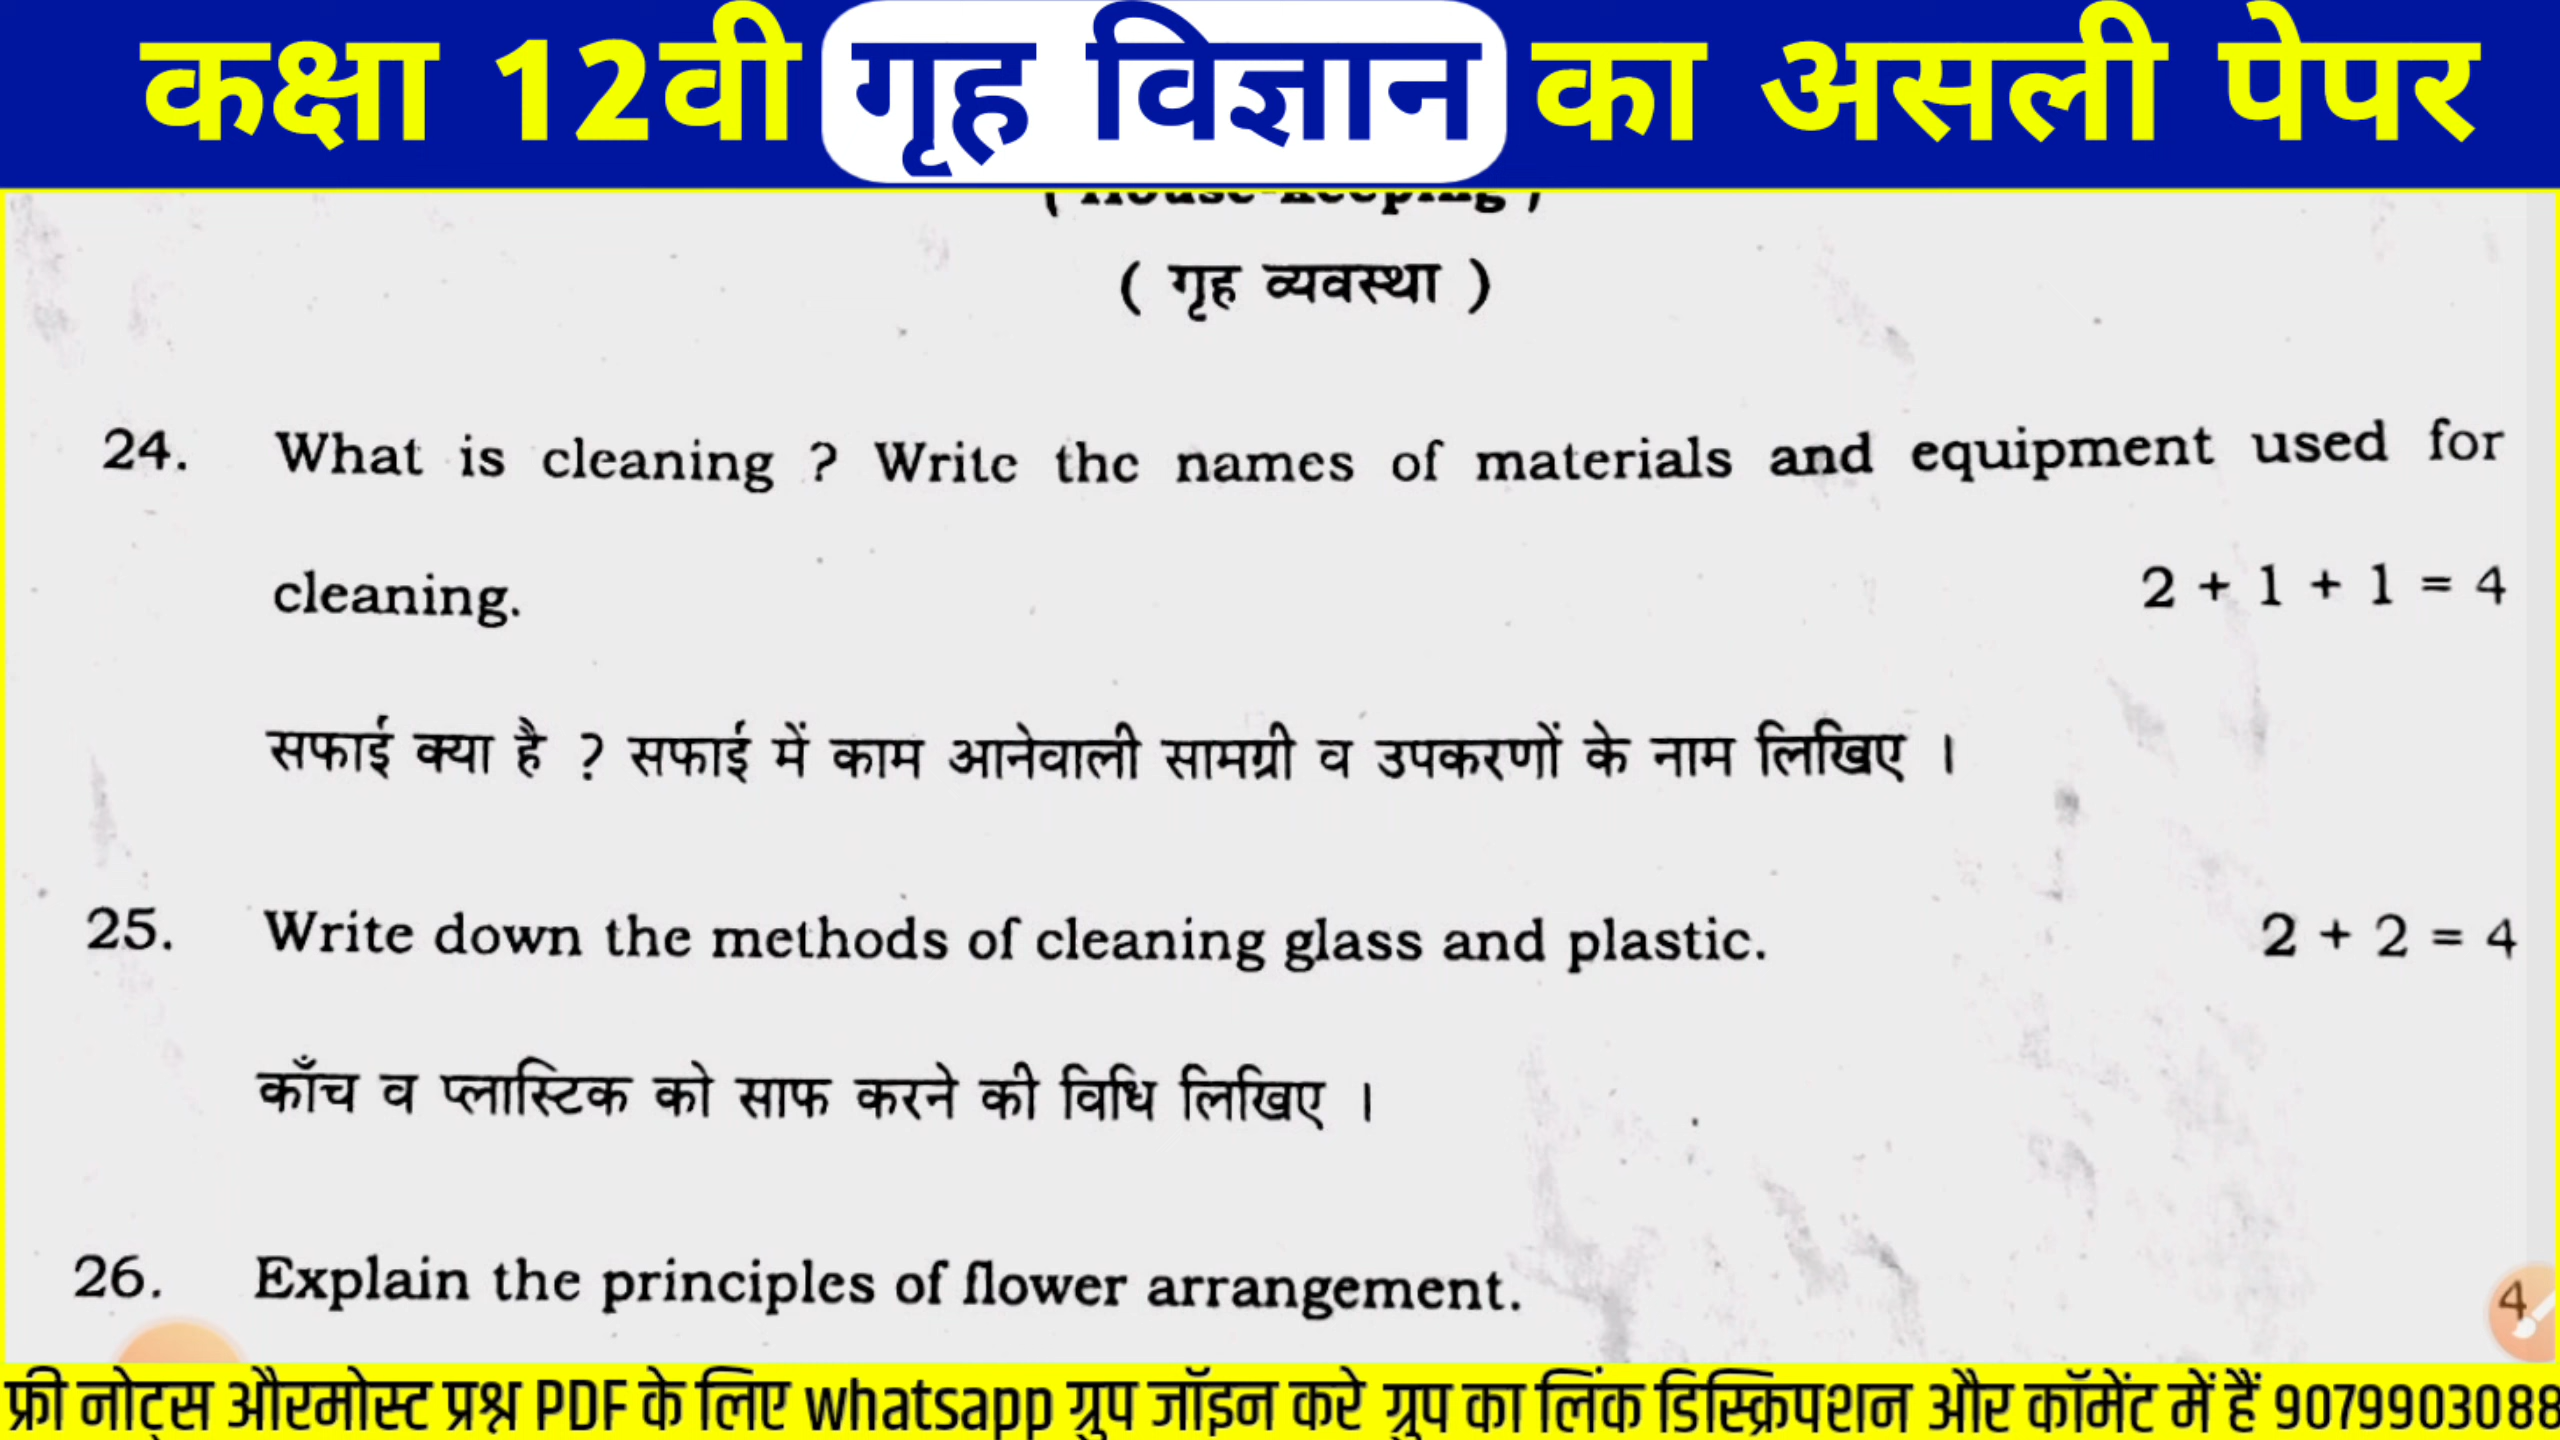 कक्षा 12वी गृह विज्ञान का असली पेपर
( House-keeping )
( गृह व्यवस्था )
24. What is cleaning ? Write the names of materials and equipment used for
cleaning. 2 + 1 + 1 = 4
सफाई क्या है ? सफाई में काम आनेवाली सामग्री व उपकरणों के नाम लिखिए ।
25. Write down the methods of cleaning glass and plastic. 2 + 2 = 4
काँच व प्लास्टिक को साफ करने की विधि लिखिए ।
26. Explain the principles of flower arrangement. 4
फ्री नोट्स औरमोस्ट प्रश्न PDF के लिए whatsapp ग्रुप जॉइन करे ग्रुप का लिंक डिस्क्रिपशन और कॉमेंट में हैं 9079903088